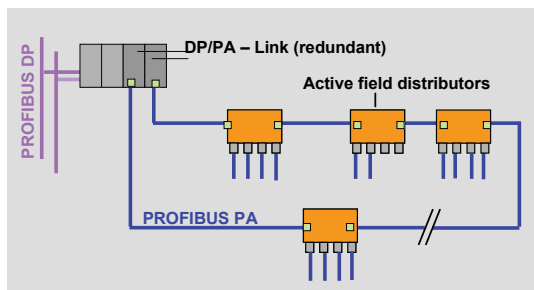 PROFIBUS DP
DP/PA – Link (redundant)
Active field distributors
PROFIBUS PA